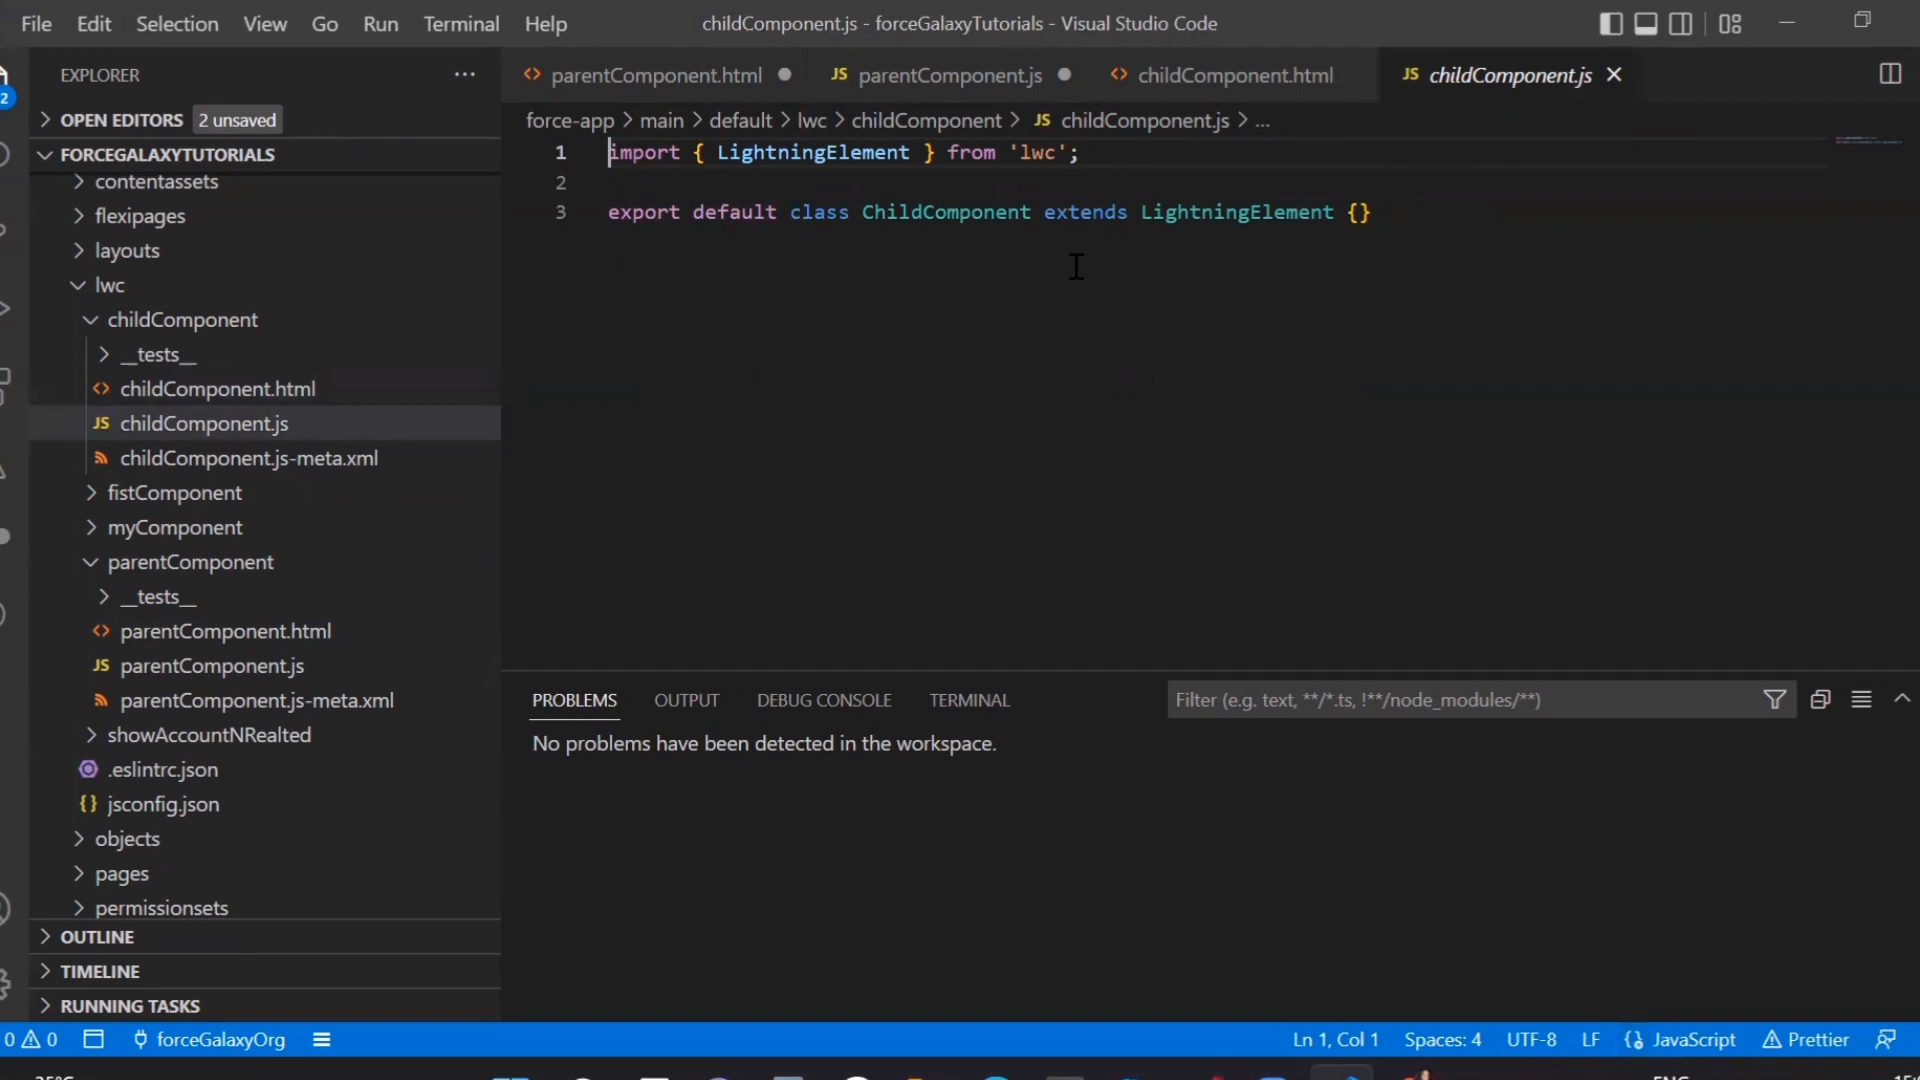 File Edit Selection View Go Run Terminal Help
childComponent.js - forceGalaxyTutorials - Visual Studio Code
EXPLORER
2
OPEN EDITORS 2 unsaved
FORCEGALAXYTUTORIALS
contentassets
flexipages
layouts
lwc
childComponent
__tests__
childComponent.html
JS childComponent.js
childComponent.js-meta.xml
fistComponent
myComponent
parentComponent
__tests__
parentComponent.html
JS parentComponent.js
parentComponent.js-meta.xml
showAccountNRealted
.eslintrc.json
{} jsconfig.json
objects
pages
permissionsets
OUTLINE
TIMELINE
RUNNING TASKS
<> parentComponent.html JS parentComponent.js <> childComponent.html JS childComponent.js
force-app > main > default > lwc > childComponent > JS childComponent.js > ...
1 import { LightningElement } from 'lwc';
2
3 export default class ChildComponent extends LightningElement {}
PROBLEMS OUTPUT DEBUG CONSOLE TERMINAL Filter (e.g. text, **/*.ts, !**/node_modules/**)
No problems have been detected in the workspace.
0 0 forceGalaxyOrg Ln 1, Col 1 Spaces: 4 UTF-8 LF JavaScript Prettier